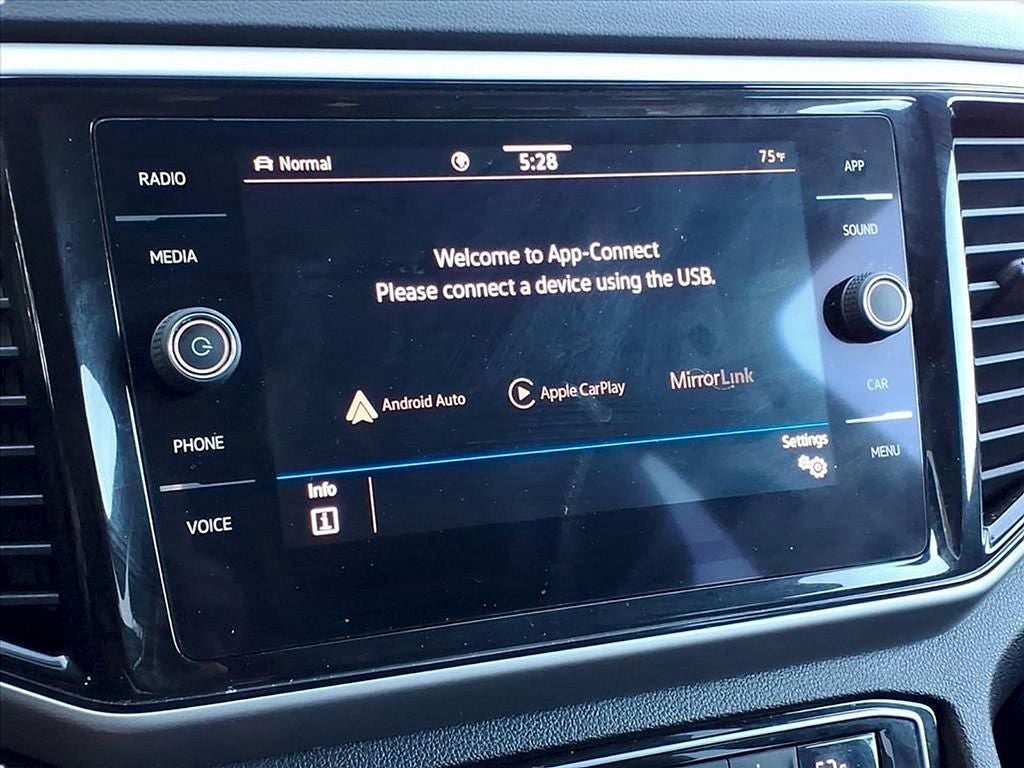 RADIO
MEDIA
PHONE
VOICE
Normal
5:28
75°F
Welcome to App-Connect
Please connect a device using the USB.
Android Auto
Apple CarPlay
MirrorLink
Settings
Info
i
APP
SOUND
CAR
MENU